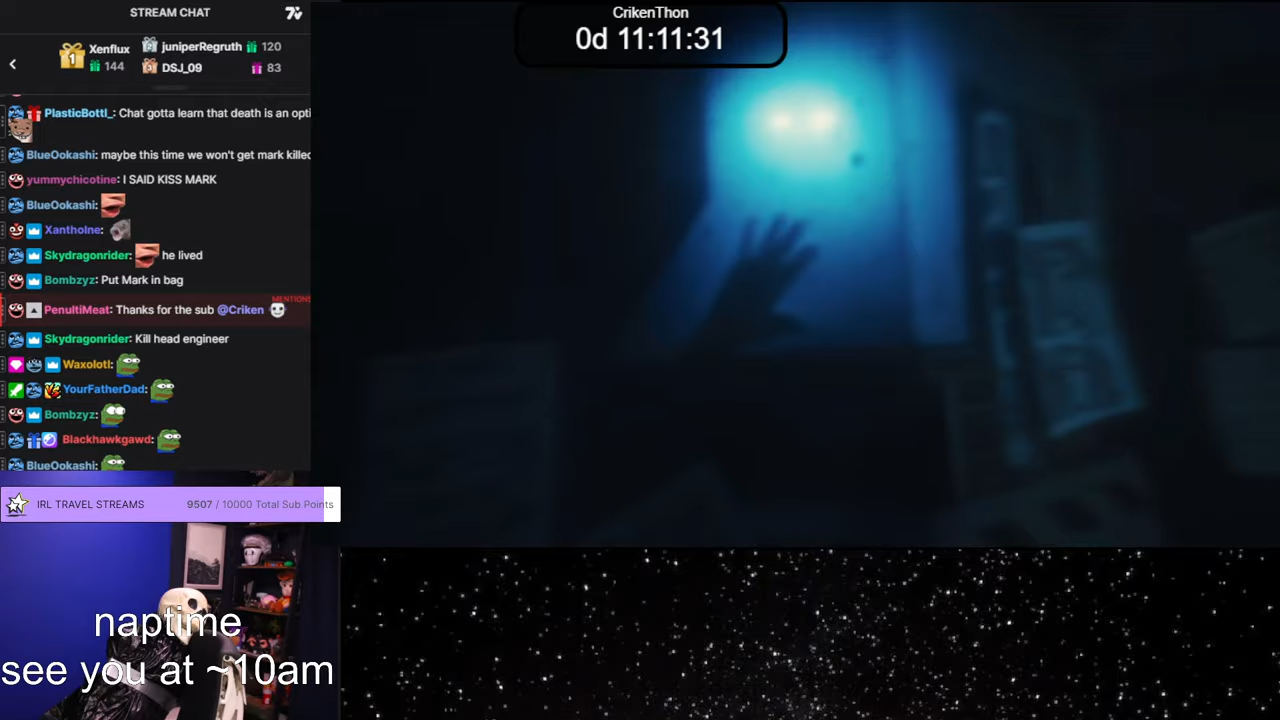 STREAM CHAT
Xenflux
144
juniperRegruth 120
DSJ_09 83
CrikenThon
0d 11:11:31
PlasticBottl_: Chat gotta learn that death is an opti
BlueOokashi: maybe this time we won't get mark killed
yummychicotine: I SAID KISS MARK
BlueOokashi:
Xantholne:
Skydragonrider: he lived
Bombzyz: Put Mark in bag
MENTIONS
PenultiMeat: Thanks for the sub @Criken
Skydragonrider: Kill head engineer
Waxolotl:
YourFatherDad:
Bombzyz:
Blackhawkgawd:
BlueOokashi:
IRL TRAVEL STREAMS 9507 / 10000 Total Sub Points
naptime
see you at ~10am